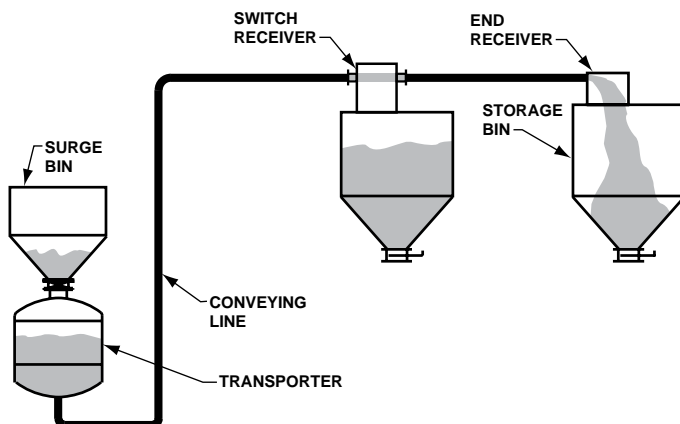 SWITCH
RECEIVER
END
RECEIVER
STORAGE
BIN
SURGE
BIN
CONVEYING
LINE
TRANSPORTER